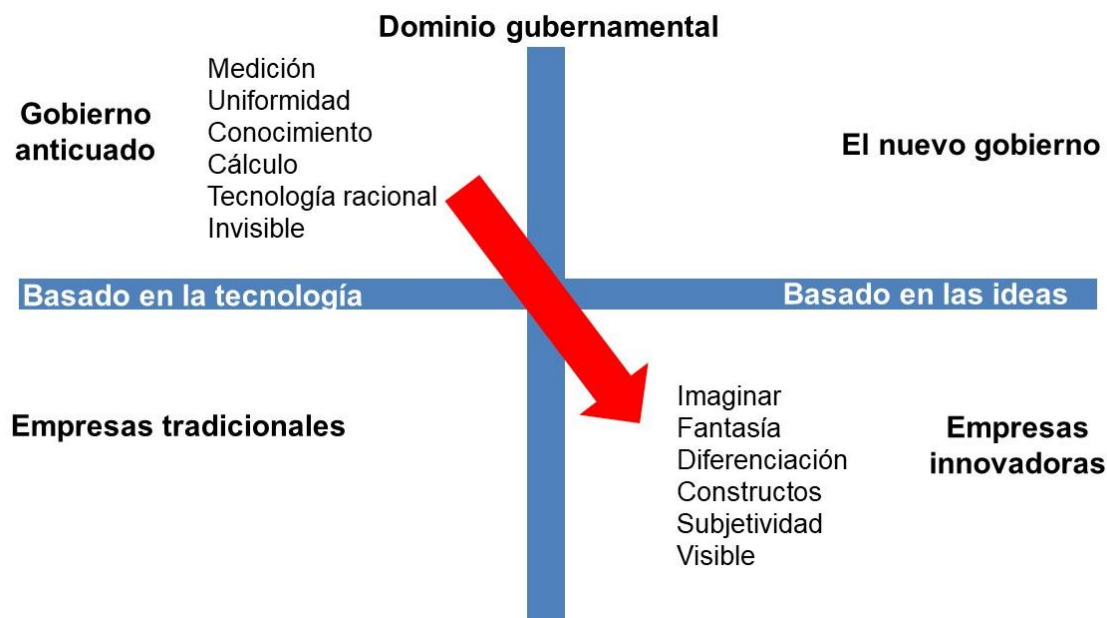 Dominio gubernamental
Gobierno
anticuado
Medición
Uniformidad
Conocimiento
Cálculo
Tecnología racional
Invisible
El nuevo gobierno
Basado en la tecnología
Basado en las ideas
Empresas tradicionales
Imaginar
Fantasía
Diferenciación
Constructos
Subjetividad
Visible
Empresas
innovadoras